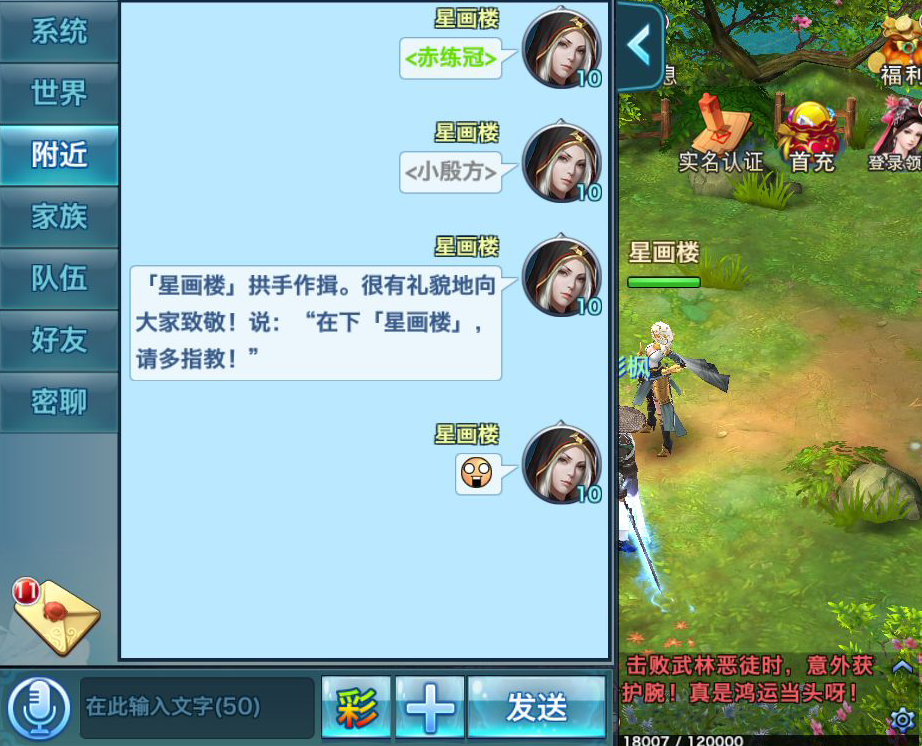 系统
世界
附近
家族
队伍
好友
密聊
11
星画楼
<赤练冠>
10
星画楼
<小殷方>
10
星画楼
「星画楼」拱手作揖。很有礼貌地向
大家致敬！说：“在下「星画楼」，
请多指教！”
10
星画楼
10
在此输入文字(50)
彩
发送
息
福利
实名认证
首充
登录领
星画楼
枫
击败武林恶徒时，意外获
护腕！真是鸿运当头呀！
18007 / 120000